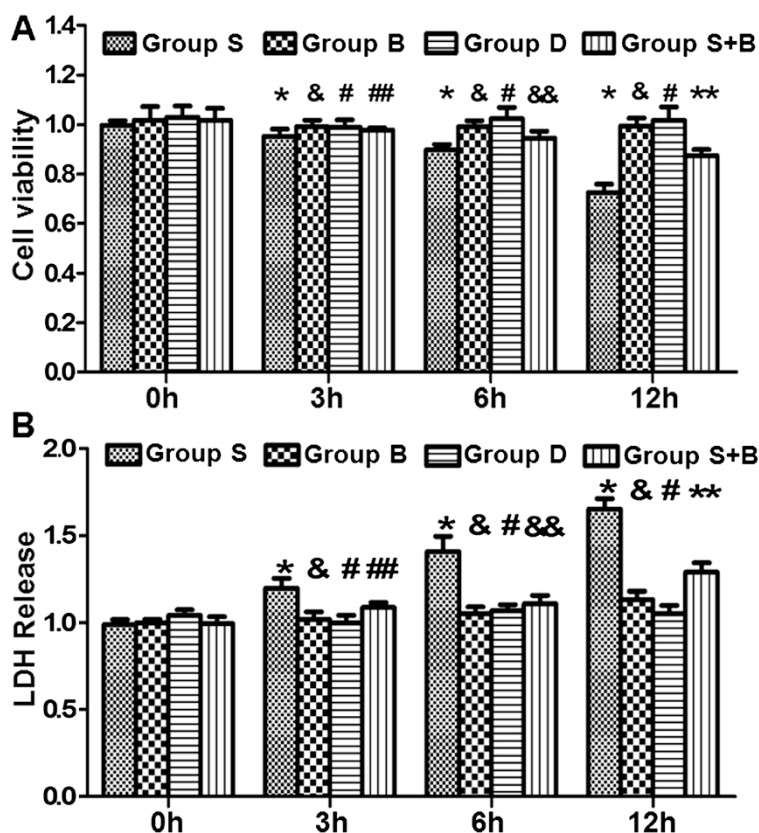 A
1.4
Group S Group B Group D Group S+B
1.2
* & # ## * & # && * & # **
1.0
0.8
0.6
0.4
0.2
0.0
Cell viability
0h 3h 6h 12h
B
2.0
Group S Group B Group D Group S+B
* & # **
* & # &&
1.5
* & # ##
1.0
0.5
0.0
LDH Release
0h 3h 6h 12h